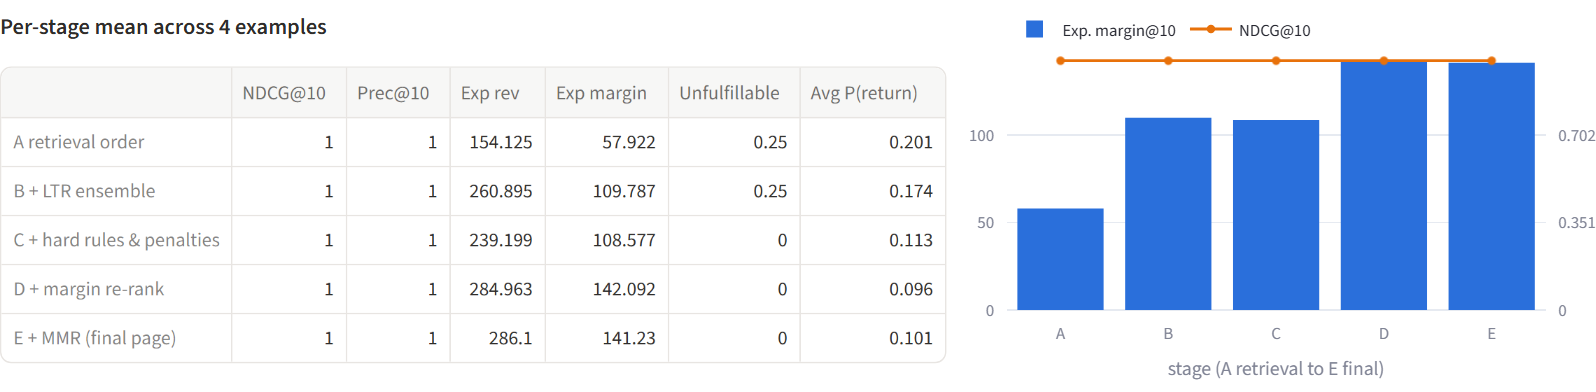 Per-stage mean across 4 examples
NDCG@10 Prec@10 Exp rev Exp margin Unfulfillable Avg P(return)
A retrieval order 1 1 154.125 57.922 0.25 0.201
B + LTR ensemble 1 1 260.895 109.787 0.25 0.174
C + hard rules & penalties 1 1 239.199 108.577 0 0.113
D + margin re-rank 1 1 284.963 142.092 0 0.096
E + MMR (final page) 1 1 286.1 141.23 0 0.101
Exp. margin@10 NDCG@10
100 0.702
50 0.351
0 0
A B C D E
stage (A retrieval to E final)